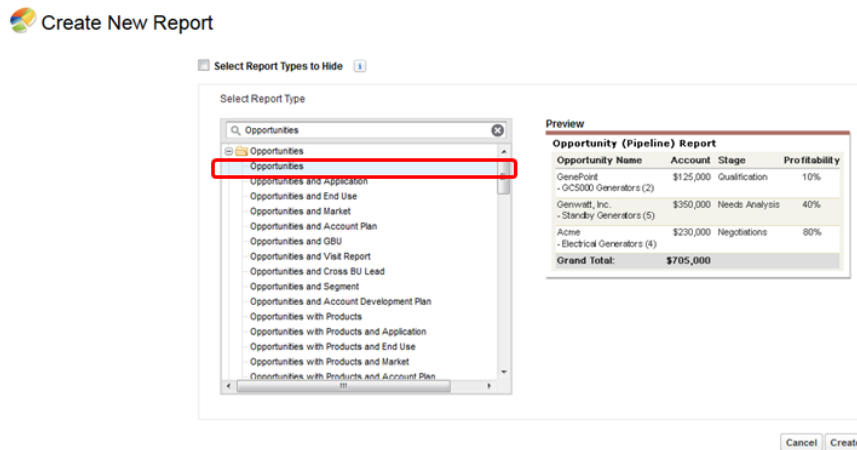 Create New Report
Select Report Types to Hide
Select Report Type
Opportunities
Opportunities
Opportunities
Opportunities and Application
Opportunities and End Use
Opportunities and Market
Opportunities and Account Plan
Opportunities and GBU
Opportunities and Visit Report
Opportunities and Cross BU Lead
Opportunities and Segment
Opportunities and Account Development Plan
Opportunities with Products
Opportunities with Products and Application
Opportunities with Products and End Use
Opportunities with Products and Market
Opportunities with Products and Account Plan
Preview
Opportunity (Pipeline) Report
Opportunity Name Account Stage Profitability
GenePoint $125,000 Qualification 10%
- GC5000 Generators (2)
Genwatt, Inc. $350,000 Needs Analysis 40%
- Standby Generators (5)
Acme $230,000 Negotiations 80%
- Electrical Generators (4)
Grand Total: $705,000
Cancel Create